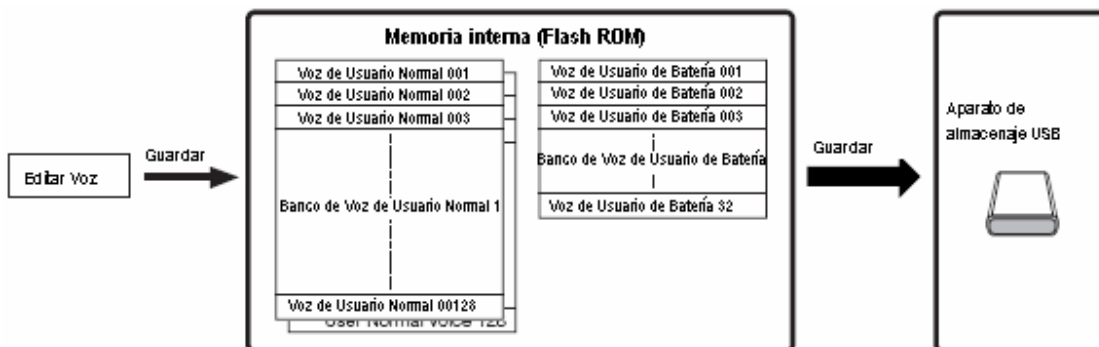 Memoria interna (Flash ROM)
Voz de Usuario Normal 001
Voz de Usuario Normal 002
Voz de Usuario Normal 003
Banco de Voz de Usuario Normal 1
Voz de Usuario Normal 00128
User Normal Voice 128
Voz de Usuario de Batería 001
Voz de Usuario de Batería 002
Voz de Usuario de Batería 003
Banco de Voz de Usuario de Batería
Voz de Usuario de Batería 32
Editar Voz
Guardar
Guardar
Aparato de
almacenaje USB